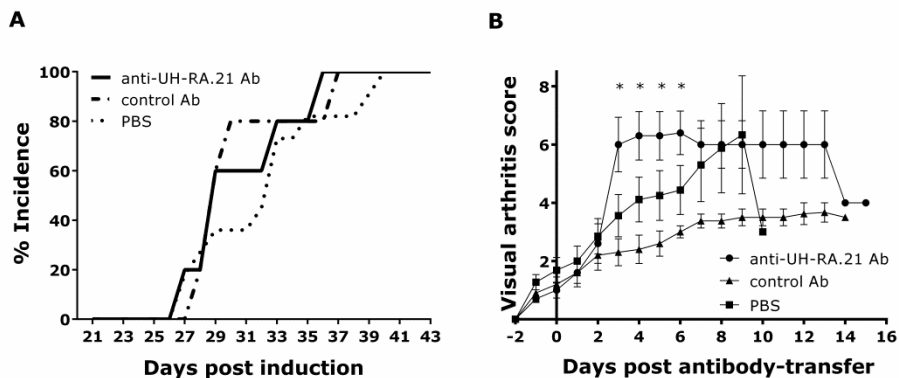 A
% Incidence
100
80
60
40
20
0
anti-UH-RA.21 Ab
control Ab
PBS
21 23 25 27 29 31 33 35 37 39 41 43
Days post induction
B
Visual arthritis score
8
6
4
2
* * * *
anti-UH-RA.21 Ab
control Ab
PBS
-2 0 2 4 6 8 10 12 14 16
Days post antibody-transfer